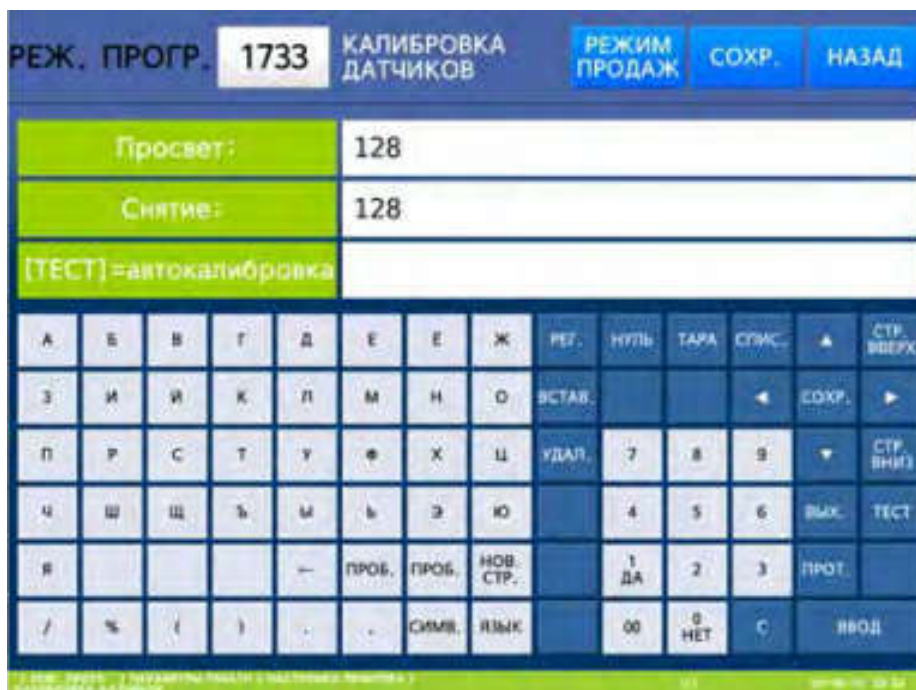 РЕЖ. ПРОГР. 1733 КАЛИБРОВКА ДАТЧИКОВ РЕЖИМ ПРОДАЖ СОХР. НАЗАД
Просвет: 128
Снятие: 128
[ТЕСТ]=автокалибровка
А Б В Г Д Е Ё Ж РЕГ. НУЛЬ ТАРА СПИС. ▲ СТР. ВВЕРХ
З И Й К Л М Н О ВСТАВ. ◄ СОХР. ►
П Р С Т У Ф Х Ц УДАЛ. 7 8 9 ▼ СТР. ВНИЗ
Ч Ш Щ Ъ Ы Ь Э Ю 4 5 6 ВЫХ. ТЕСТ
Я ← ПРОБ. ПРОБ. НОВ. СТР. 1 ДА 2 3 ПРОТ.
/ % ( ) СИМВ. ЯЗЫК 00 0 НЕТ С ВВОД